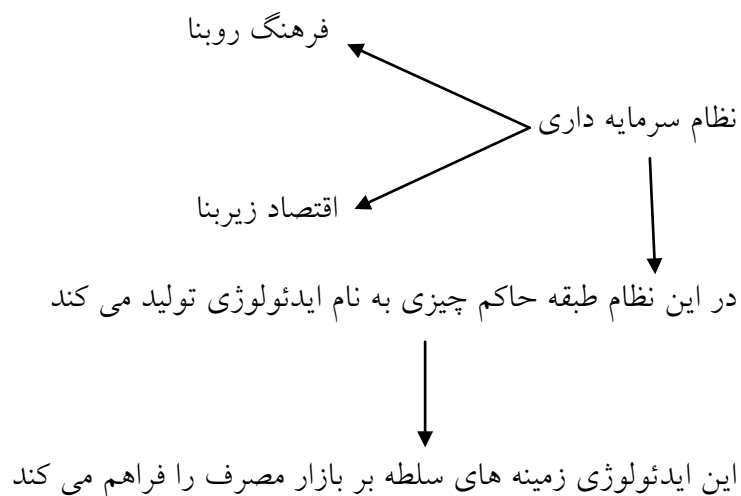 فرهنگ روبنا
نظام سرمایه داری
اقتصاد زیربنا
در این نظام طبقه حاکم چیزی به نام ایدئولوژی تولید می کند
این ایدئولوژی زمینه های سلطه بر بازار مصرف را فراهم می کند